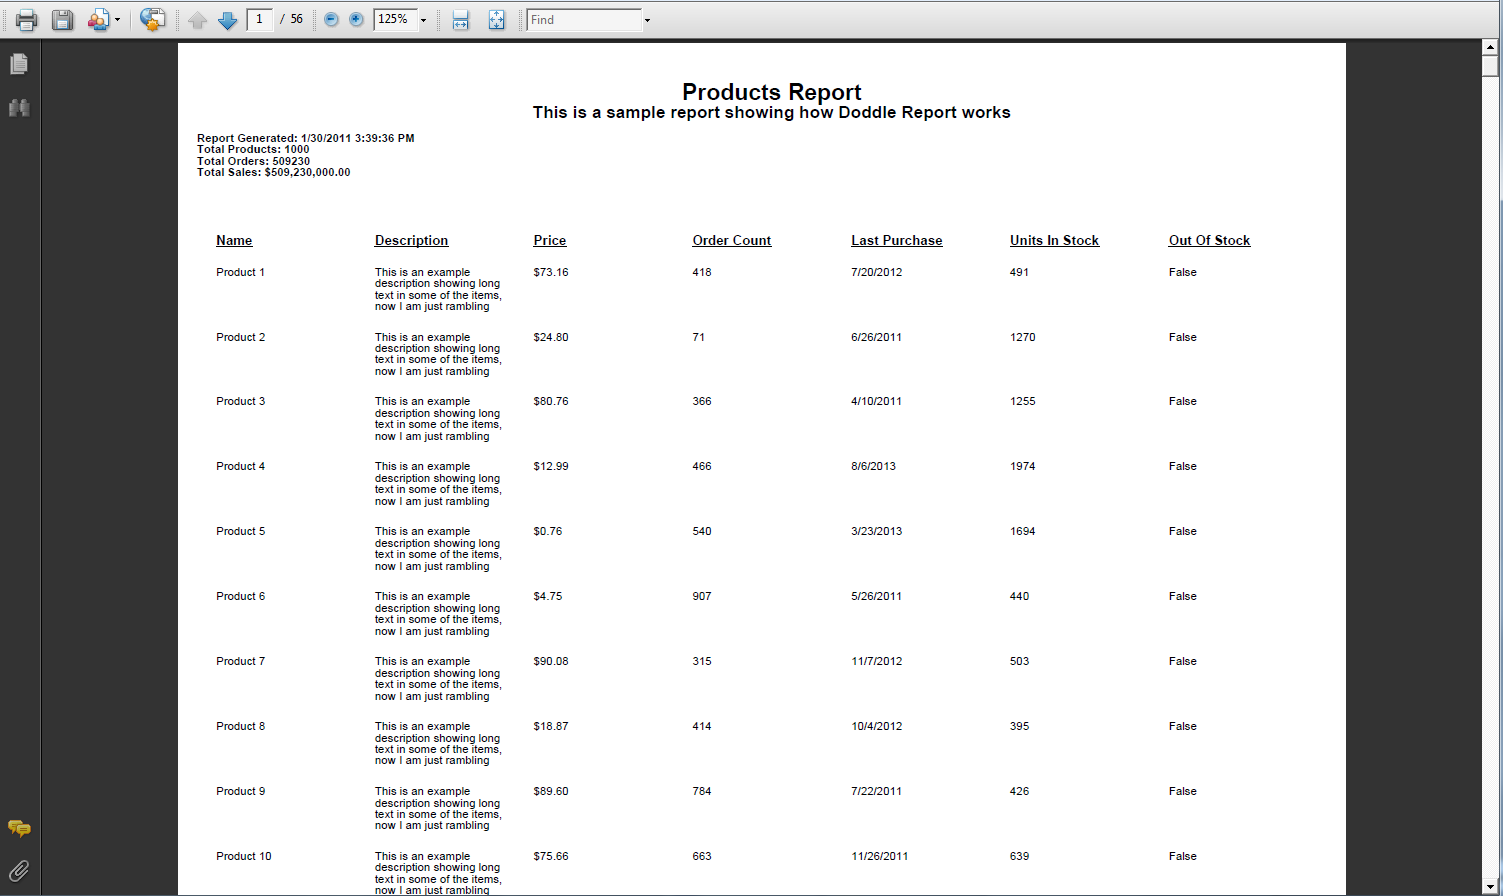 1 / 56 125% Find
Products Report
This is a sample report showing how Doddle Report works
Report Generated: 1/30/2011 3:39:36 PM
Total Products: 1000
Total Orders: 509230
Total Sales: $509,230,000.00
Name Description Price Order Count Last Purchase Units In Stock Out Of Stock
Product 1 This is an example $73.16 418 7/20/2012 491 False
description showing long
text in some of the items,
now I am just rambling
Product 2 This is an example $24.80 71 6/26/2011 1270 False
description showing long
text in some of the items,
now I am just rambling
Product 3 This is an example $80.76 366 4/10/2011 1255 False
description showing long
text in some of the items,
now I am just rambling
Product 4 This is an example $12.99 466 8/6/2013 1974 False
description showing long
text in some of the items,
now I am just rambling
Product 5 This is an example $0.76 540 3/23/2013 1694 False
description showing long
text in some of the items,
now I am just rambling
Product 6 This is an example $4.75 907 5/26/2011 440 False
description showing long
text in some of the items,
now I am just rambling
Product 7 This is an example $90.08 315 11/7/2012 503 False
description showing long
text in some of the items,
now I am just rambling
Product 8 This is an example $18.87 414 10/4/2012 395 False
description showing long
text in some of the items,
now I am just rambling
Product 9 This is an example $89.60 784 7/22/2011 426 False
description showing long
text in some of the items,
now I am just rambling
Product 10 This is an example $75.66 663 11/26/2011 639 False
description showing long
text in some of the items,
now I am just rambling